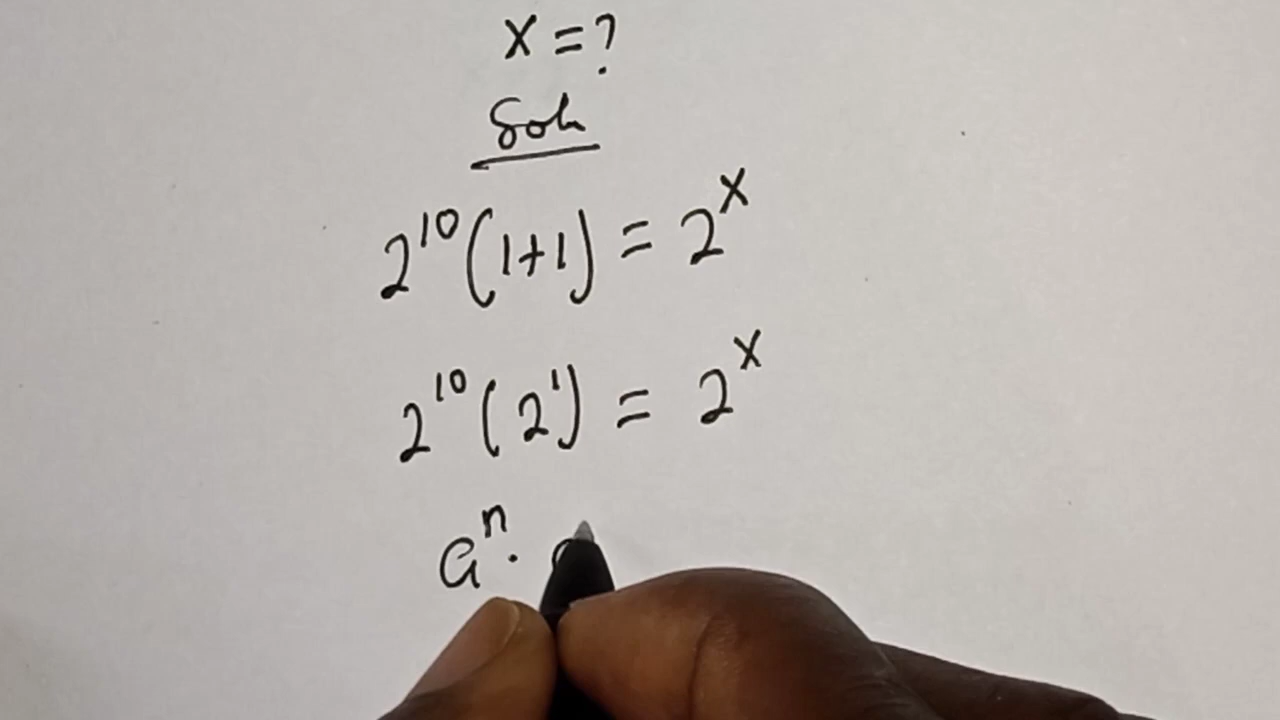 x = ?
Soln
2^10 (1+1) = 2^x
2^10 (2^1) = 2^x
a^n .